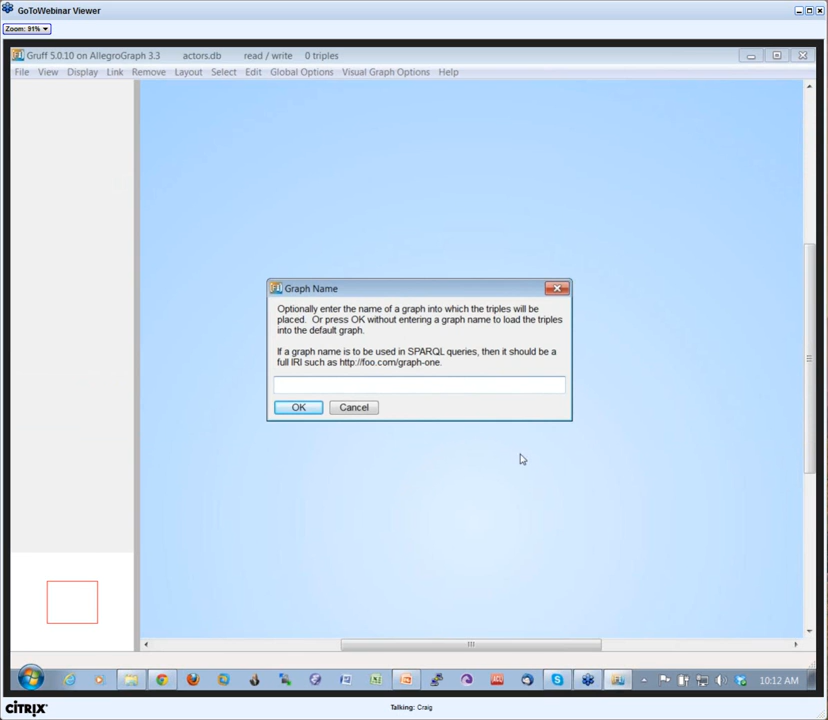 GoToWebinar Viewer
Zoom: 91%
Gruff 5.0.10 on AllegroGraph 3.3 actors.db read / write 0 triples
File View Display Link Remove Layout Select Edit Global Options Visual Graph Options Help
Graph Name
Optionally enter the name of a graph into which the triples will be
placed. Or press OK without entering a graph name to load the triples
into the default graph.
If a graph name is to be used in SPARQL queries, then it should be a
full IRI such as http://foo.com/graph-one.
OK Cancel
10:12 AM
CITRIX
Talking: Craig